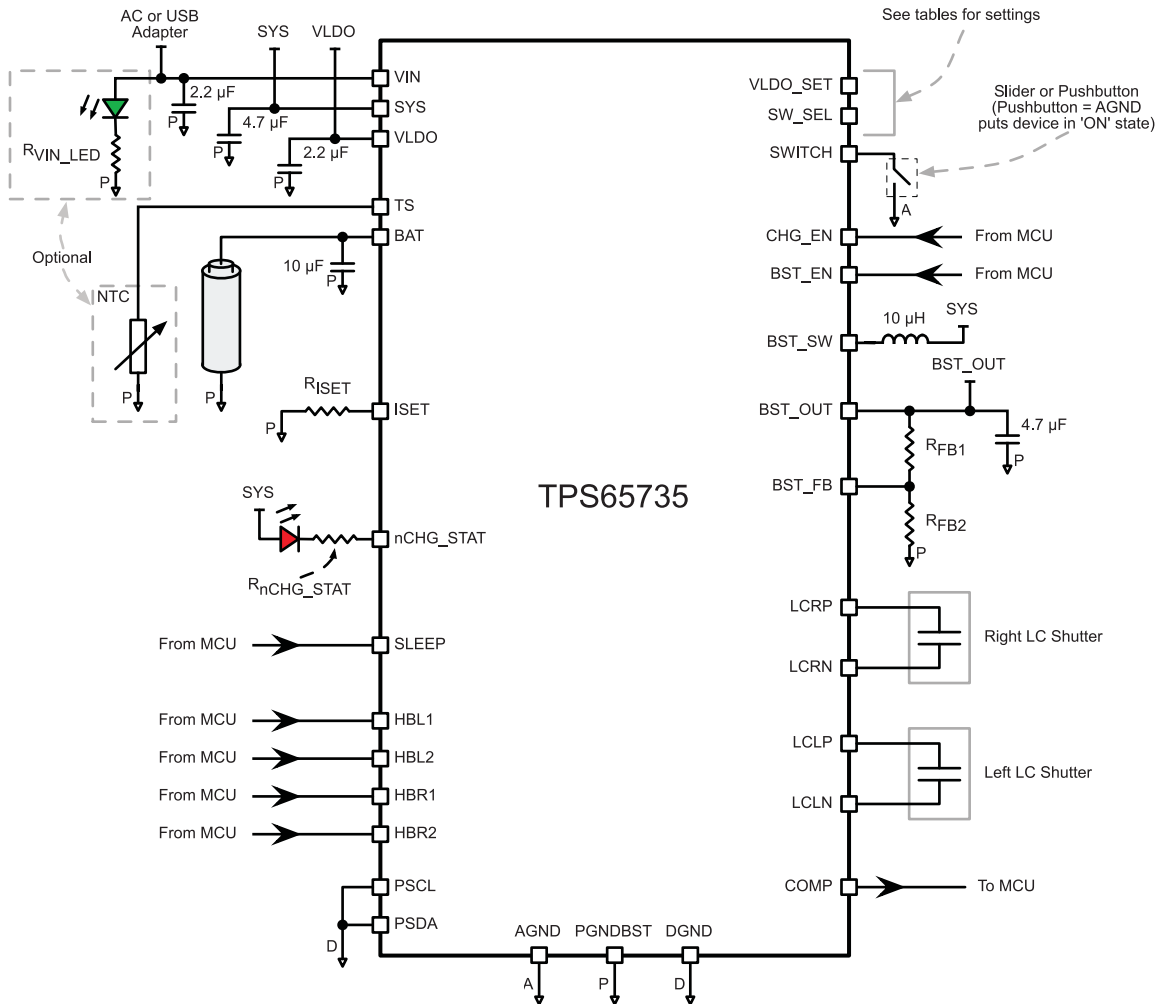 AC or USB
Adapter
SYS
VLDO
VIN
2.2 µF
P
SYS
4.7 µF
P
VLDO
2.2 µF
P
RVIN_LED
P
TS
BAT
10 µF
P
Optional
NTC
P
P
RISET
ISET
P
SYS
nCHG_STAT
RnCHG_STAT
From MCU
SLEEP
From MCU
HBL1
From MCU
HBL2
From MCU
HBR1
From MCU
HBR2
PSCL
PSDA
D
TPS65735
AGND
PGNDBST
DGND
A
P
D
See tables for settings
VLDO_SET
SW_SEL
Slider or Pushbutton
(Pushbutton = AGND
puts device in 'ON' state)
SWITCH
A
CHG_EN
From MCU
BST_EN
From MCU
10 µH
SYS
BST_SW
BST_OUT
BST_OUT
4.7 µF
P
RFB1
BST_FB
RFB2
P
LCRP
Right LC Shutter
LCRN
LCLP
Left LC Shutter
LCLN
COMP
To MCU